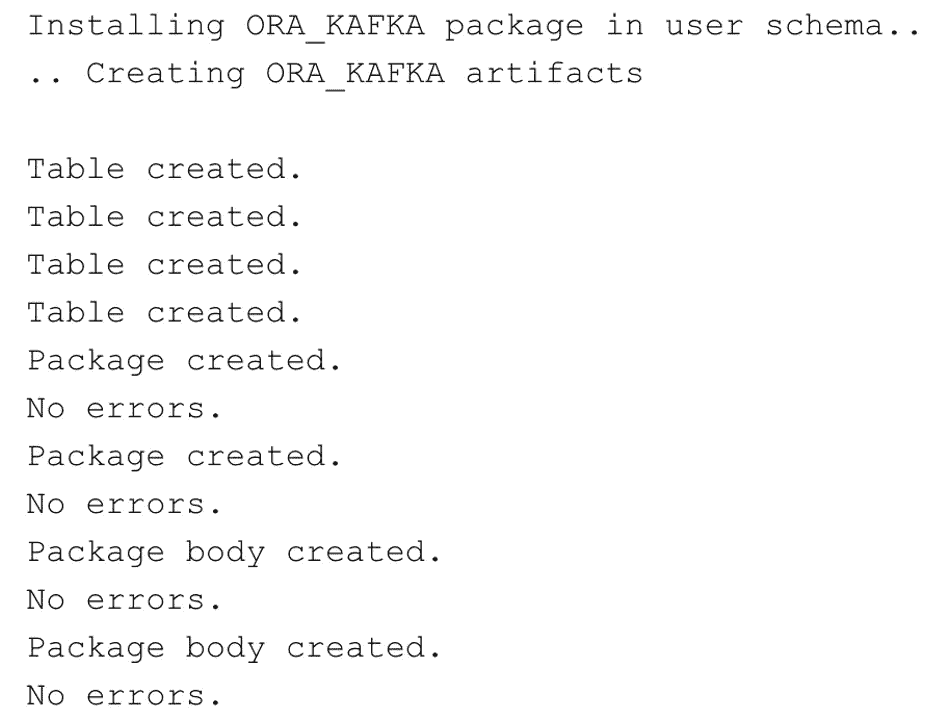 Installing ORA_KAFKA package in user schema..
.. Creating ORA_KAFKA artifacts
Table created.
Table created.
Table created.
Table created.
Package created.
No errors.
Package created.
No errors.
Package body created.
No errors.
Package body created.
No errors.